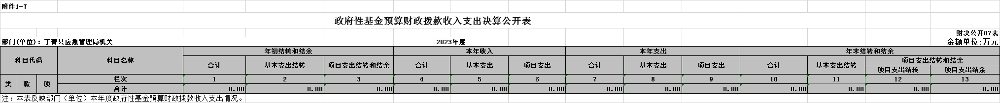 附件1-7
政府性基金预算财政拨款收入支出决算公开表
财决公开07表
部门(单位)：丁青县应急管理局机关 2023年度 金额单位:万元
科目代码 科目名称 年初结转和结余 本年收入 本年支出 年末结转和结余
合计 基本支出结转 项目支出结转和结余 合计 基本支出 项目支出 合计 基本支出 项目支出 合计 基本支出结转 项目支出结转和结余
项目支出结转 项目支出结余
类 款 项 栏次 1 2 3 4 5 6 7 8 9 10 11 12 13
合计 0.00 0.00 0.00 0.00 0.00 0.00 0.00 0.00 0.00 0.00 0.00 0.00 0.00
注：本表反映部门（单位）本年度政府性基金预算财政拨款收入支出情况。